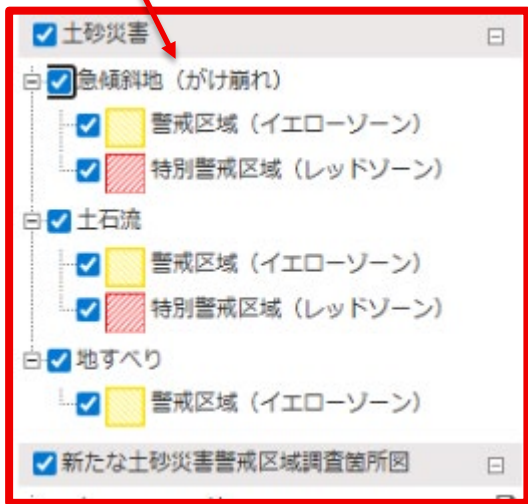 土砂災害
急傾斜地（がけ崩れ）
警戒区域（イエローゾーン）
特別警戒区域（レッドゾーン）
土石流
警戒区域（イエローゾーン）
特別警戒区域（レッドゾーン）
地すべり
警戒区域（イエローゾーン）
新たな土砂災害警戒区域調査箇所図